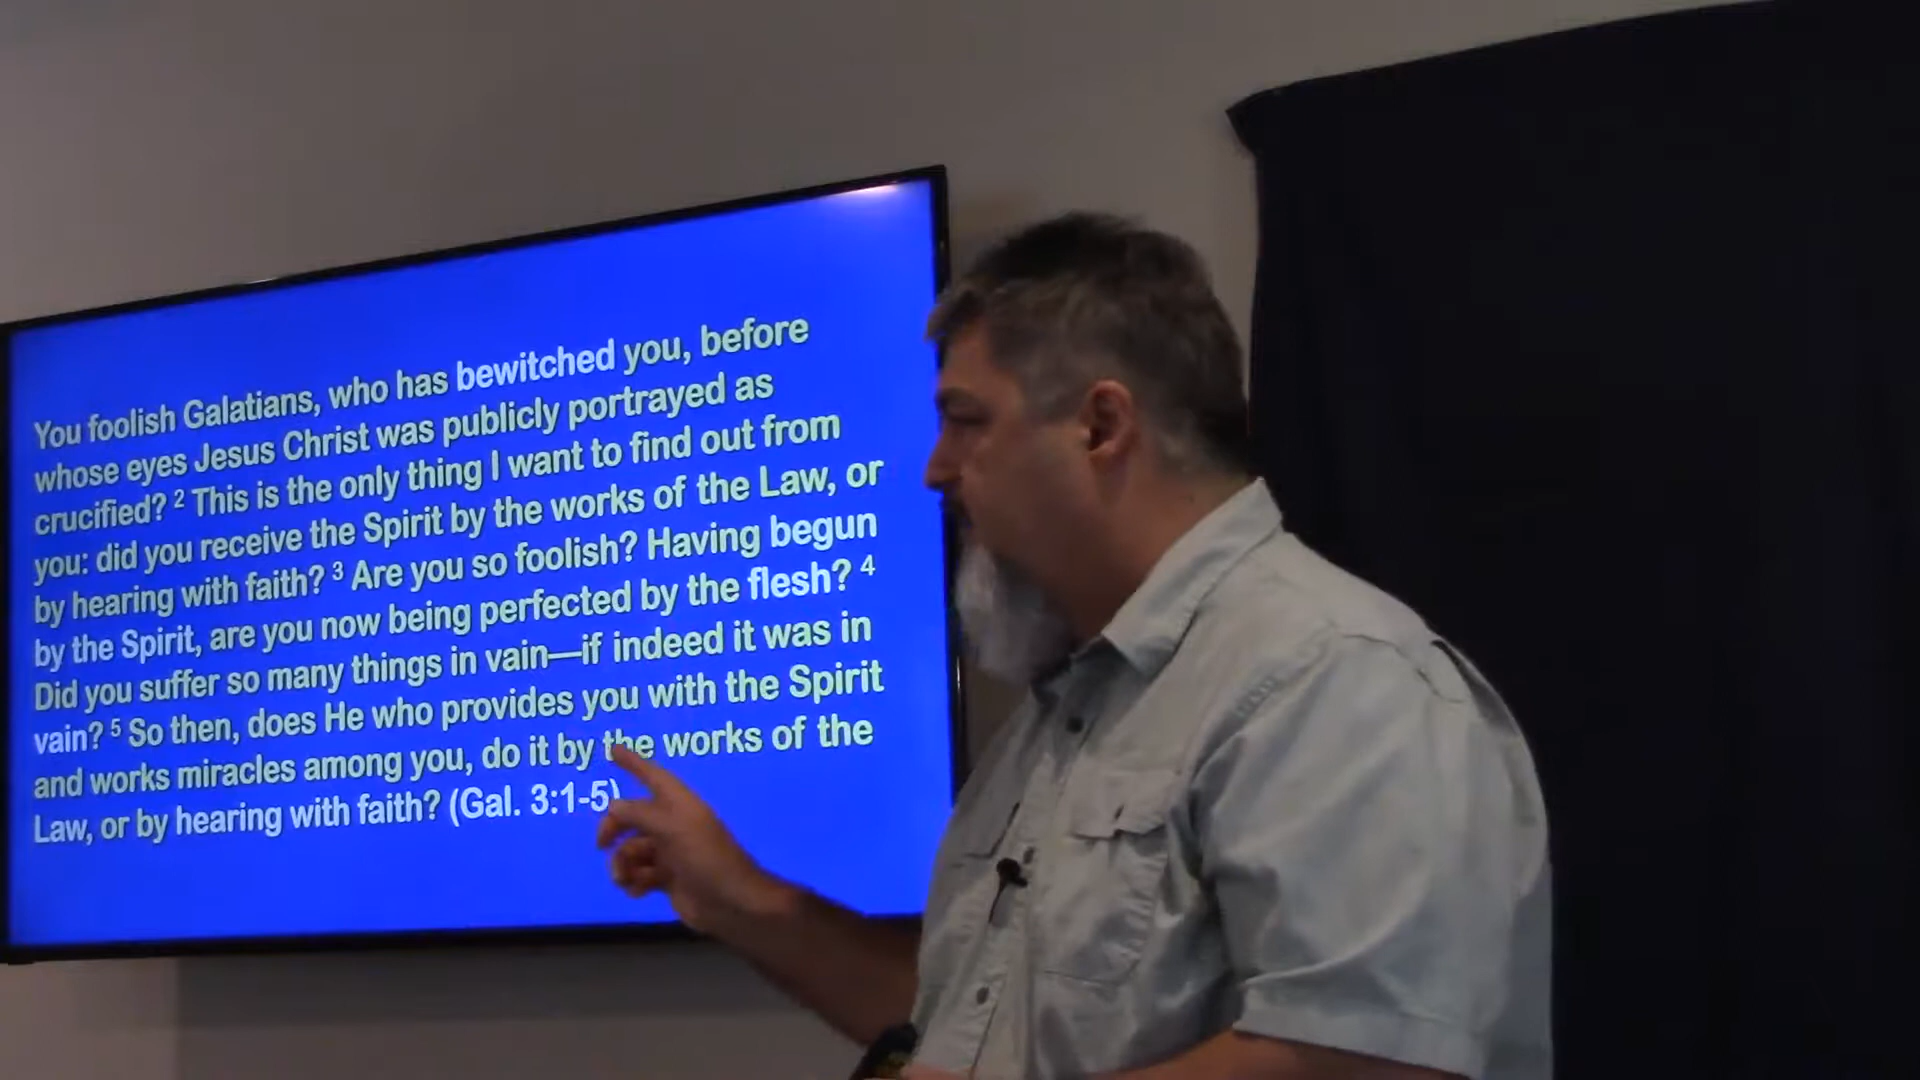 You foolish Galatians, who has bewitched you, before
whose eyes Jesus Christ was publicly portrayed as
crucified? 2 This is the only thing I want to find out from
you: did you receive the Spirit by the works of the Law, or
by hearing with faith? 3 Are you so foolish? Having begun
by the Spirit, are you now being perfected by the flesh? 4
Did you suffer so many things in vain—if indeed it was in
vain? 5 So then, does He who provides you with the Spirit
and works miracles among you, do it by the works of the
Law, or by hearing with faith? (Gal. 3:1-5)